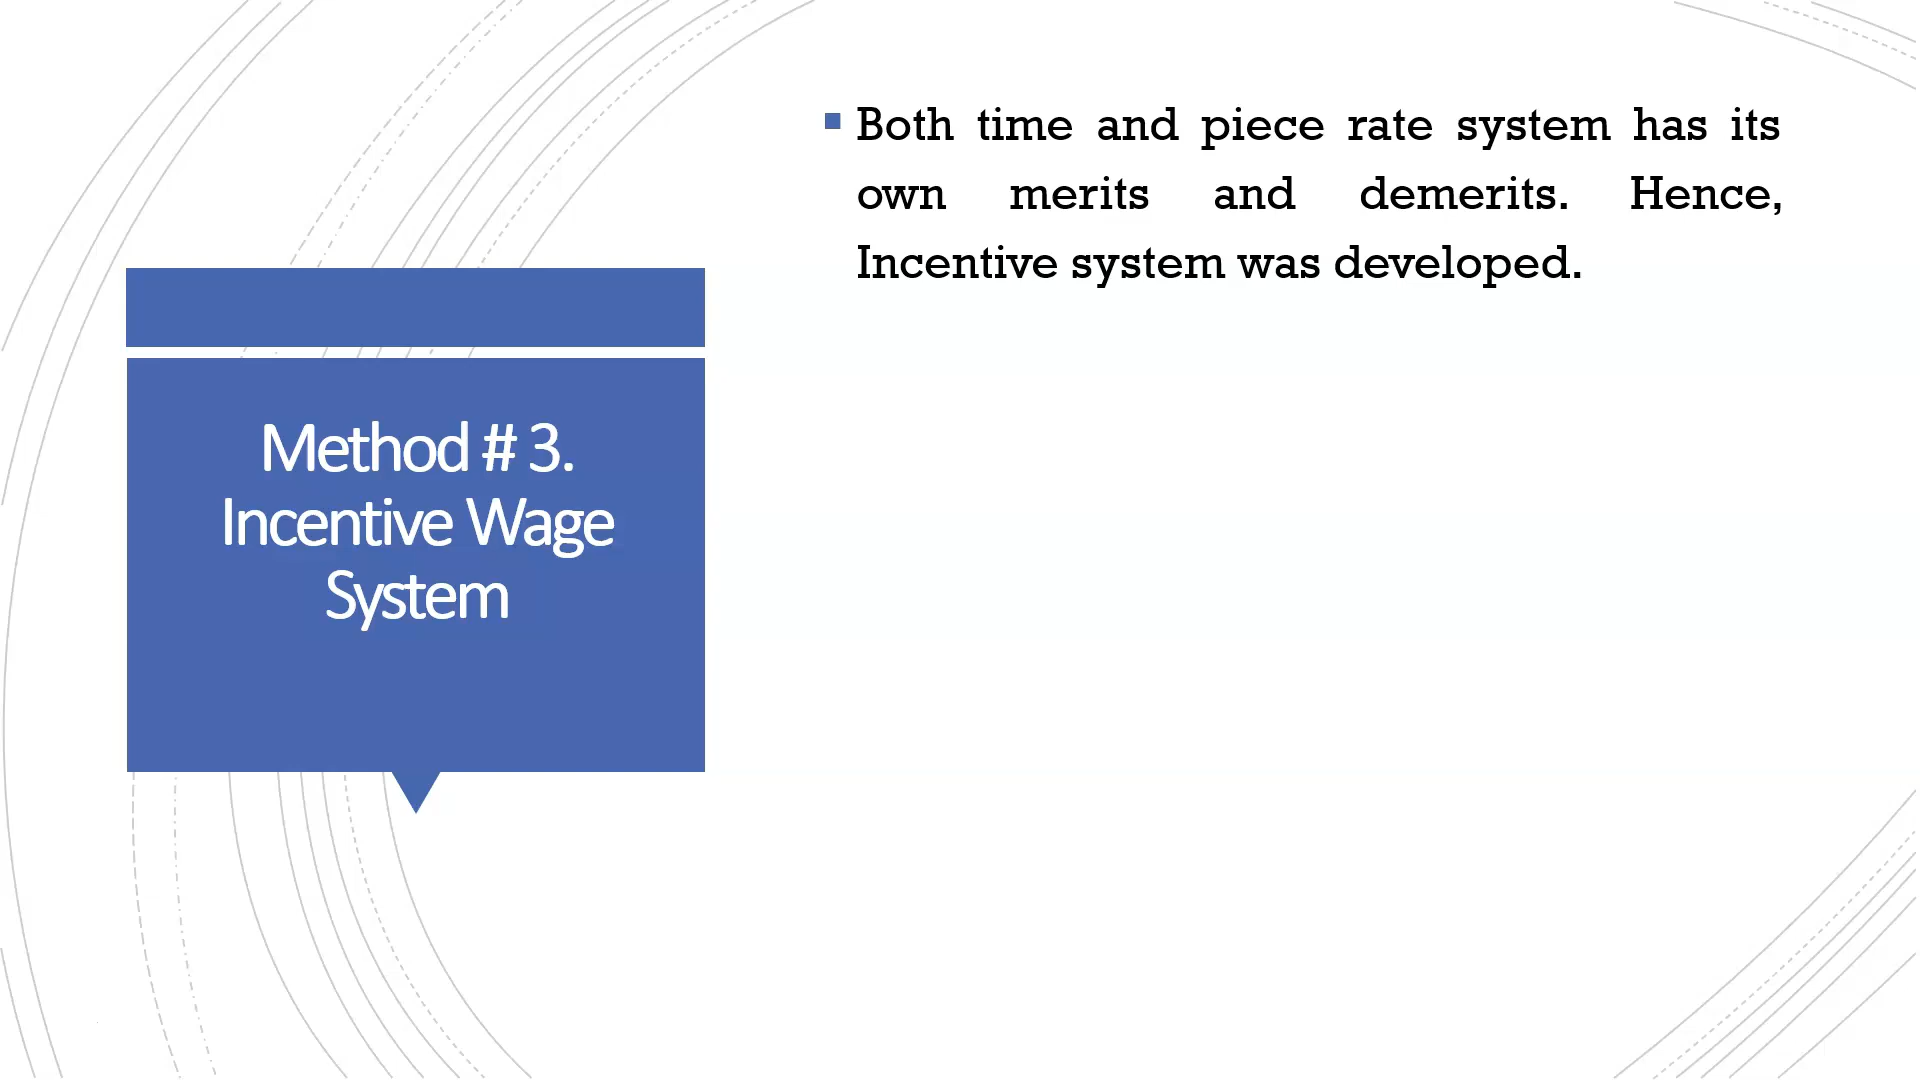 Method # 3.
Incentive Wage
System
Both time and piece rate system has its
own merits and demerits. Hence,
Incentive system was developed.